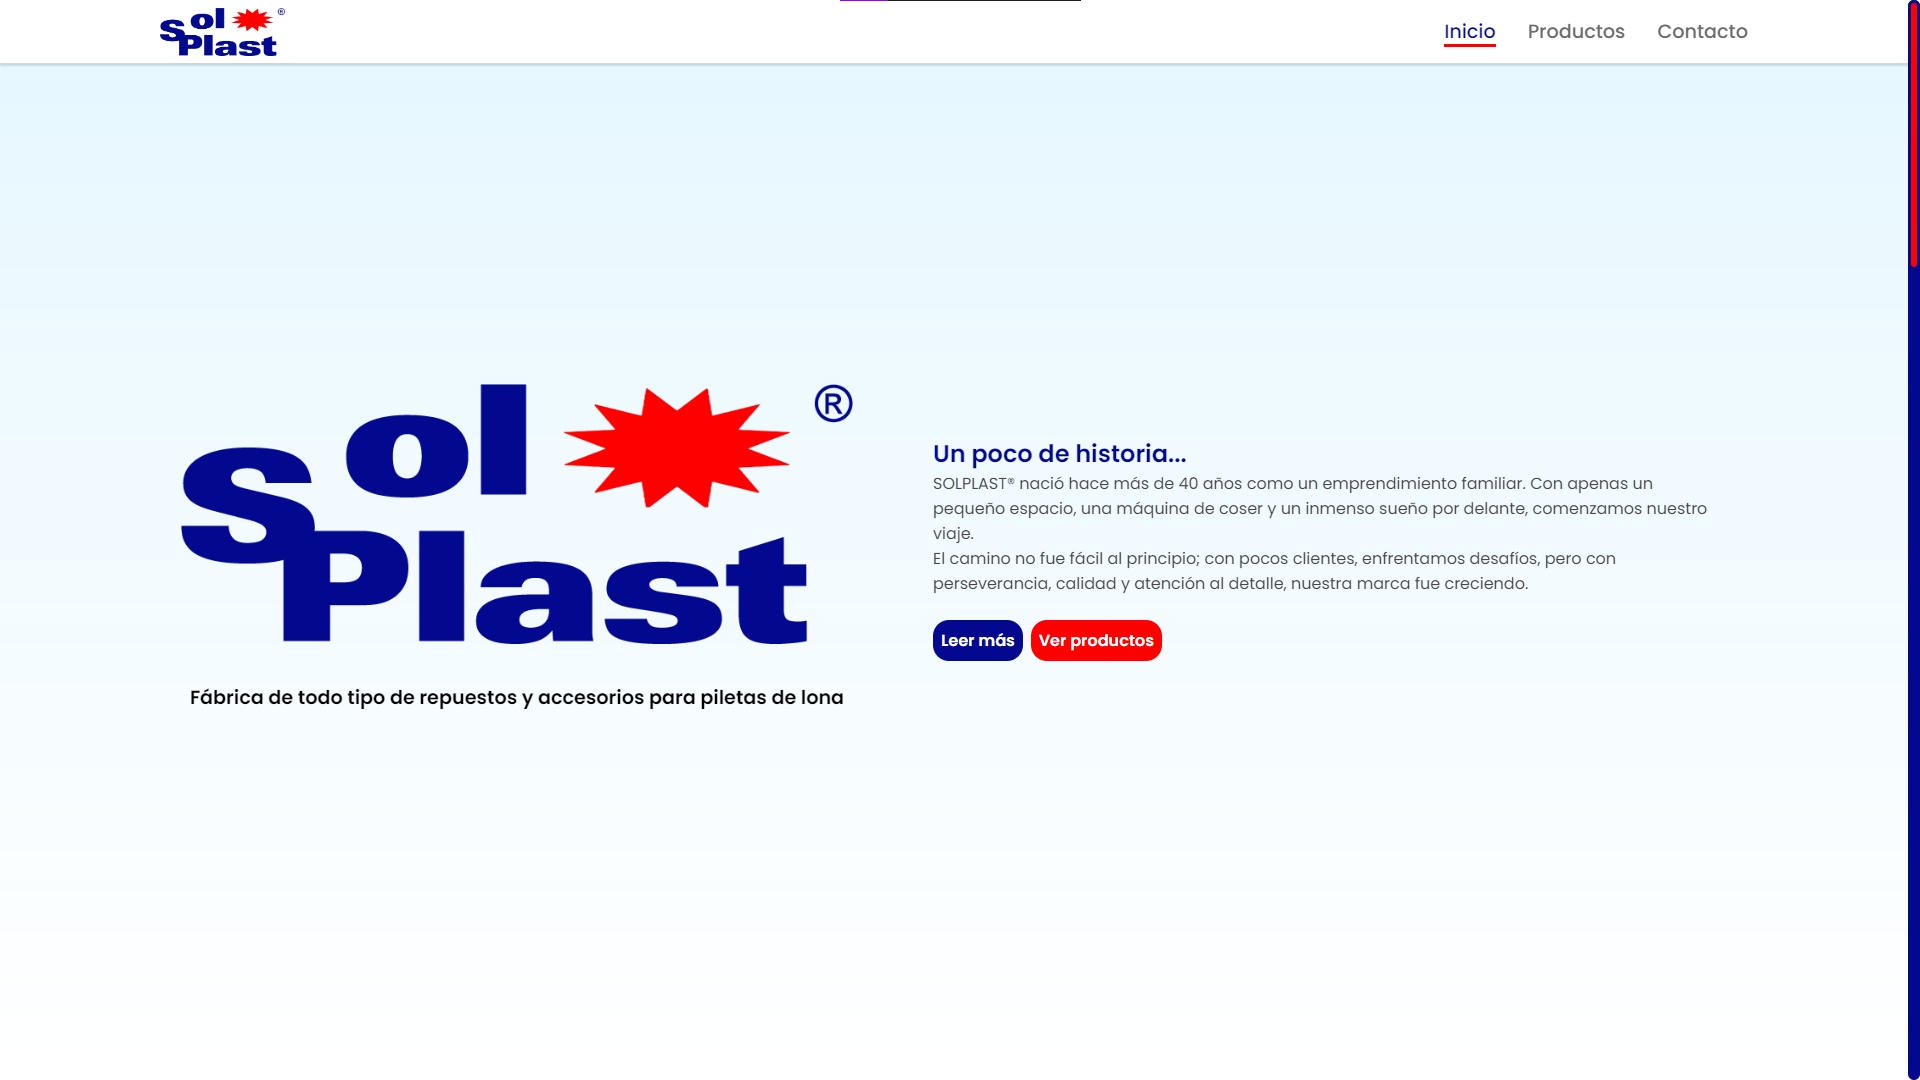 Sol ®
Plast
Inicio
Productos
Contacto
Sol ®
Plast
Fábrica de todo tipo de repuestos y accesorios para piletas de lona
Un poco de historia...
SOLPLAST® nació hace más de 40 años como un emprendimiento familiar. Con apenas un
pequeño espacio, una máquina de coser y un inmenso sueño por delante, comenzamos nuestro
viaje.
El camino no fue fácil al principio; con pocos clientes, enfrentamos desafíos, pero con
perseverancia, calidad y atención al detalle, nuestra marca fue creciendo.
Leer más
Ver productos